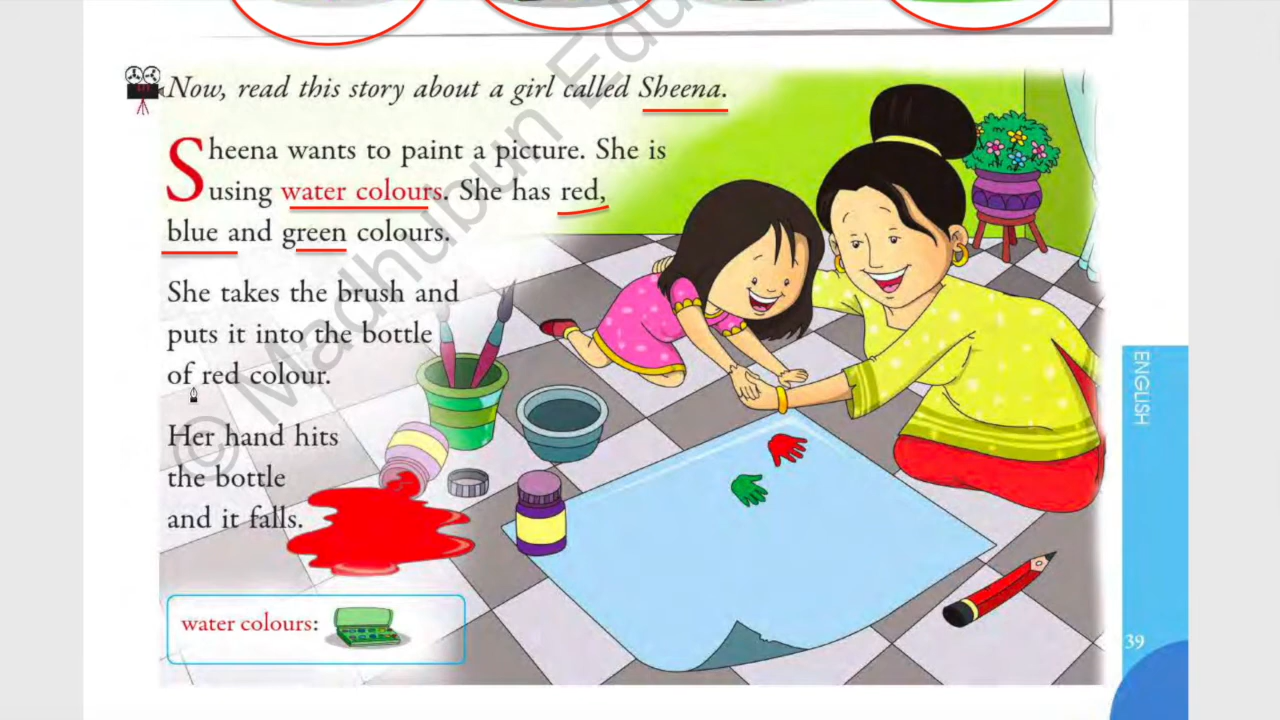 Now, read this story about a girl called Sheena.
Sheena wants to paint a picture. She is
using water colours. She has red,
blue and green colours.
She takes the brush and
puts it into the bottle
of red colour.
Her hand hits
the bottle
and it falls.
water colours:
ENGLISH
39
© Madhubun Edu